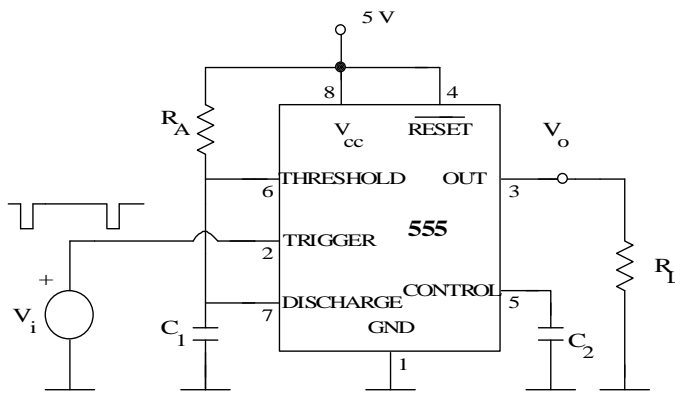 5 V
8
4
R_A
V_cc
RESET
V_o
6
THRESHOLD
OUT
3
555
2
TRIGGER
R_L
+
V_i
7
DISCHARGE
CONTROL
5
C_1
GND
C_2
1